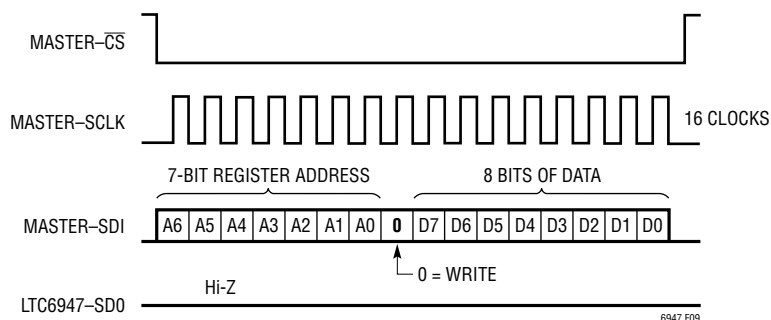 MASTER–C̅S̅
MASTER–SCLK
16 CLOCKS
7-BIT REGISTER ADDRESS 8 BITS OF DATA
MASTER–SDI A6 A5 A4 A3 A2 A1 A0 0 D7 D6 D5 D4 D3 D2 D1 D0
0 = WRITE
Hi-Z
LTC6947–SD0
6947 F09